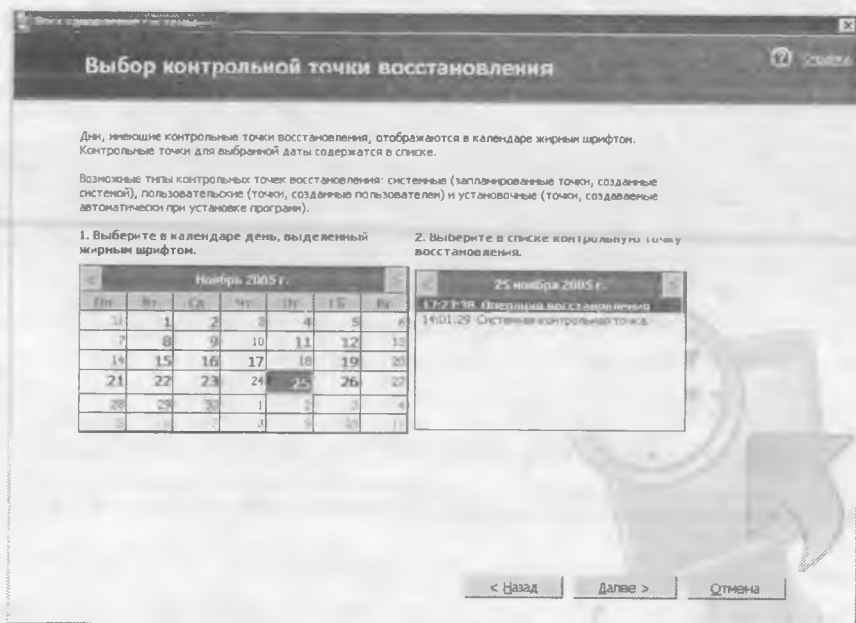 Восстановление системы
Выбор контрольной точки восстановления
Справка
Дни, имеющие контрольные точки восстановления, отображаются в календаре жирным шрифтом.
Контрольные точки для выбранной даты содержатся в списке.
Возможные типы контрольных точек восстановления: системные (запланированные точки, созданные
системой), пользовательские (точки, созданные пользователем) и установочные (точки, создаваемые
автоматически при установке программ).
1. Выберите в календаре день, выделенный
жирным шрифтом.
2. Выберите в списке контрольную точку
восстановления.
< Ноябрь 2005 г. >
Пн Вт Ср Чт Пт Сб Вс
31 1 2 3 4 5 6
7 8 9 10 11 12 13
14 15 16 17 18 19 20
21 22 23 24 25 26 27
28 29 30 1 2 3 4
< 25 ноября 2005 г. >
17:27:38 Операция восстановления
14:01:29 Системная контрольная точка
< Назад
Далее >
Отмена